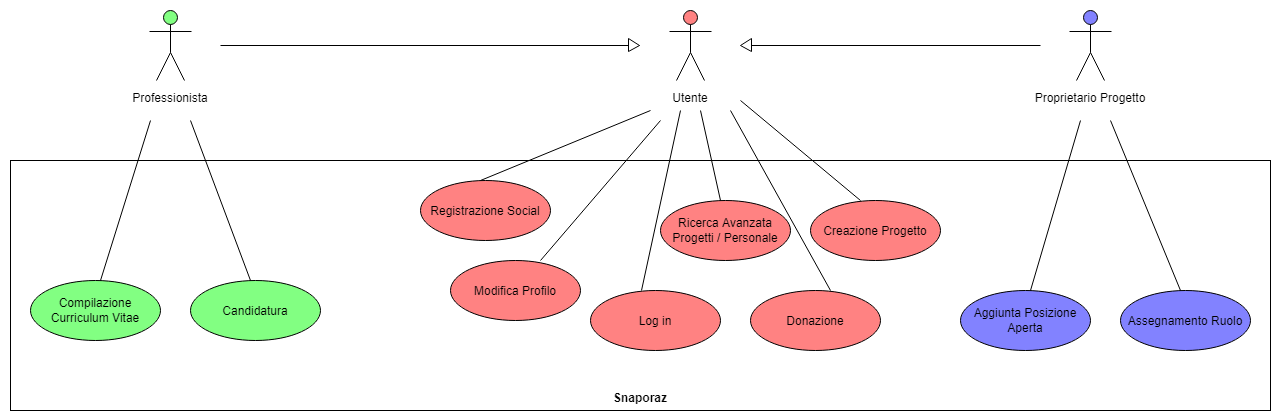 Professionista
Utente
Proprietario Progetto
Registrazione Social
Ricerca Avanzata
Progetti / Personale
Creazione Progetto
Modifica Profilo
Compilazione
Curriculum Vitae
Candidatura
Log in
Donazione
Aggiunta Posizione
Aperta
Assegnamento Ruolo
Snaporaz